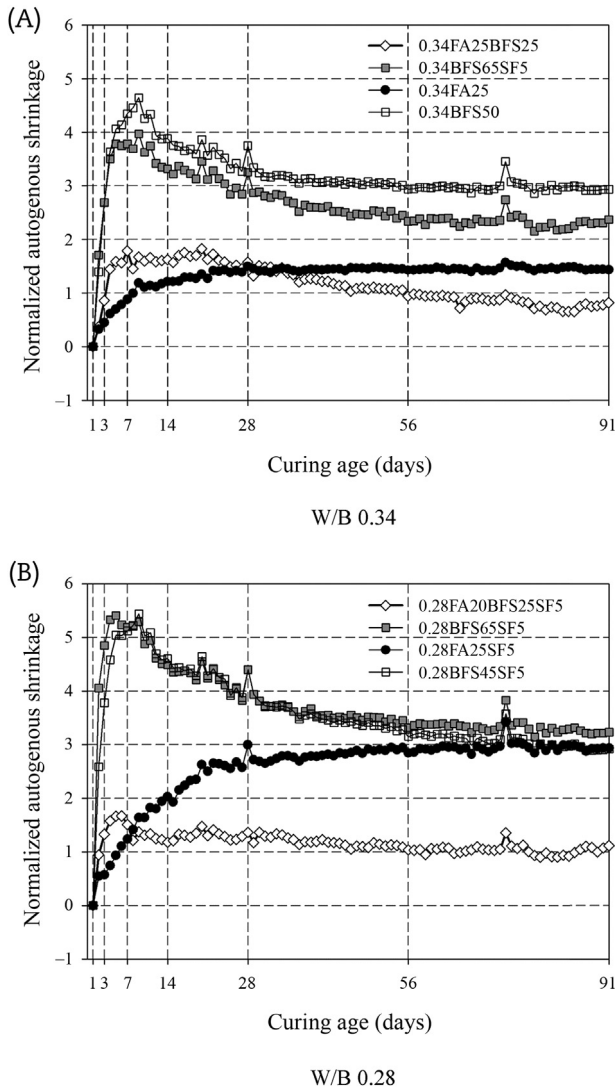 (A)
6
5
4
3
2
1
0
–1
Normalized autogenous shrinkage
0.34FA25BFS25
0.34BFS65SF5
0.34FA25
0.34BFS50
1 3 7 14 28 56 91
Curing age (days)
W/B 0.34
(B)
6
5
4
3
2
1
0
–1
Normalized autogenous shrinkage
0.28FA20BFS25SF5
0.28BFS65SF5
0.28FA25SF5
0.28BFS45SF5
1 3 7 14 28 56 91
Curing age (days)
W/B 0.28